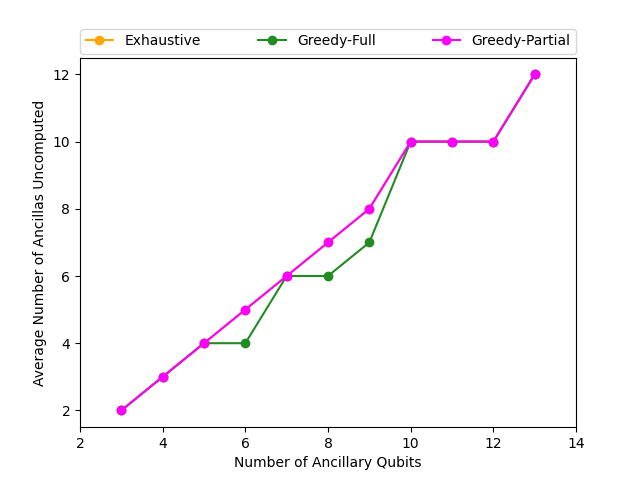 Exhaustive Greedy-Full Greedy-Partial
Average Number of Ancillas Uncomputed
12
10
8
6
4
2
2 4 6 8 10 12 14
Number of Ancillary Qubits